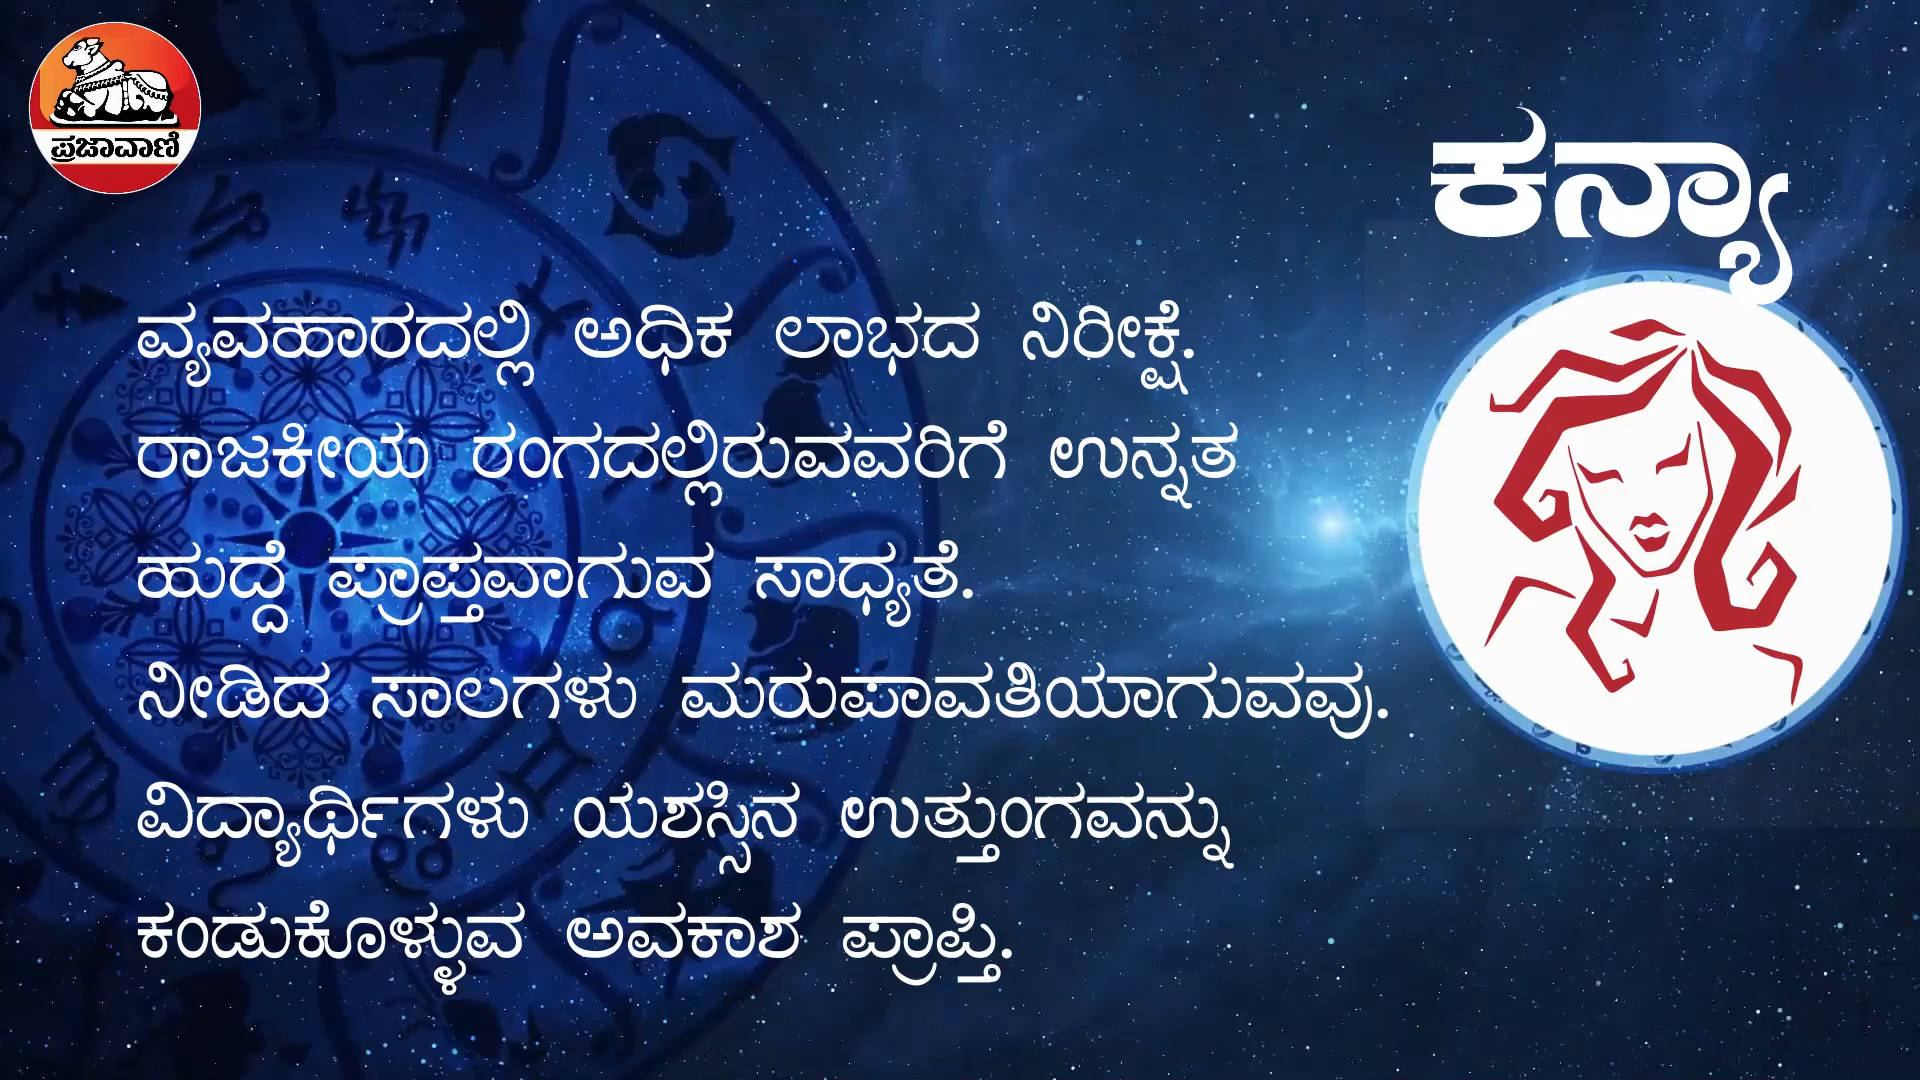 ಪ್ರಜಾವಾಣಿ
ಕನ್ಯಾ
ವ್ಯವಹಾರದಲ್ಲಿ ಅಧಿಕ ಲಾಭದ ನಿರೀಕ್ಷೆ.
ರಾಜಕೀಯ ರಂಗದಲ್ಲಿರುವವರಿಗೆ ಉನ್ನತ
ಹುದ್ದೆ ಪ್ರಾಪ್ತವಾಗುವ ಸಾಧ್ಯತೆ.
ನೀಡಿದ ಸಾಲಗಳು ಮರುಪಾವತಿಯಾಗುವವು.
ವಿದ್ಯಾರ್ಥಿಗಳು ಯಶಸ್ಸಿನ ಉತ್ತುಂಗವನ್ನು
ಕಂಡುಕೊಳ್ಳುವ ಅವಕಾಶ ಪ್ರಾಪ್ತಿ.